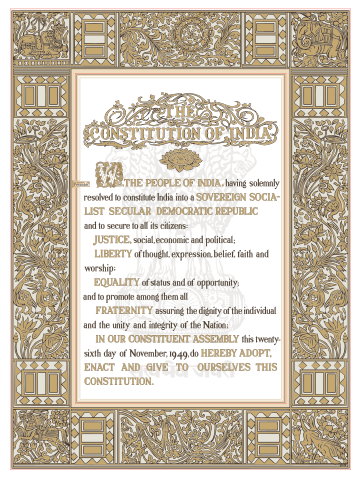 THE
CONSTITUTION OF INDIA
WE, THE PEOPLE OF INDIA, having solemnly
resolved to constitute India into a SOVEREIGN SOCIA-
LIST SECULAR DEMOCRATIC REPUBLIC
and to secure to all its citizens:
JUSTICE, social, economic and political;
LIBERTY of thought, expression, belief, faith and
worship;
EQUALITY of status and of opportunity;
and to promote among them all
FRATERNITY assuring the dignity of the individual
and the unity and integrity of the Nation;
IN OUR CONSTITUENT ASSEMBLY this twenty-
sixth day of November, 1949, do HEREBY ADOPT,
ENACT AND GIVE TO OURSELVES THIS
CONSTITUTION.